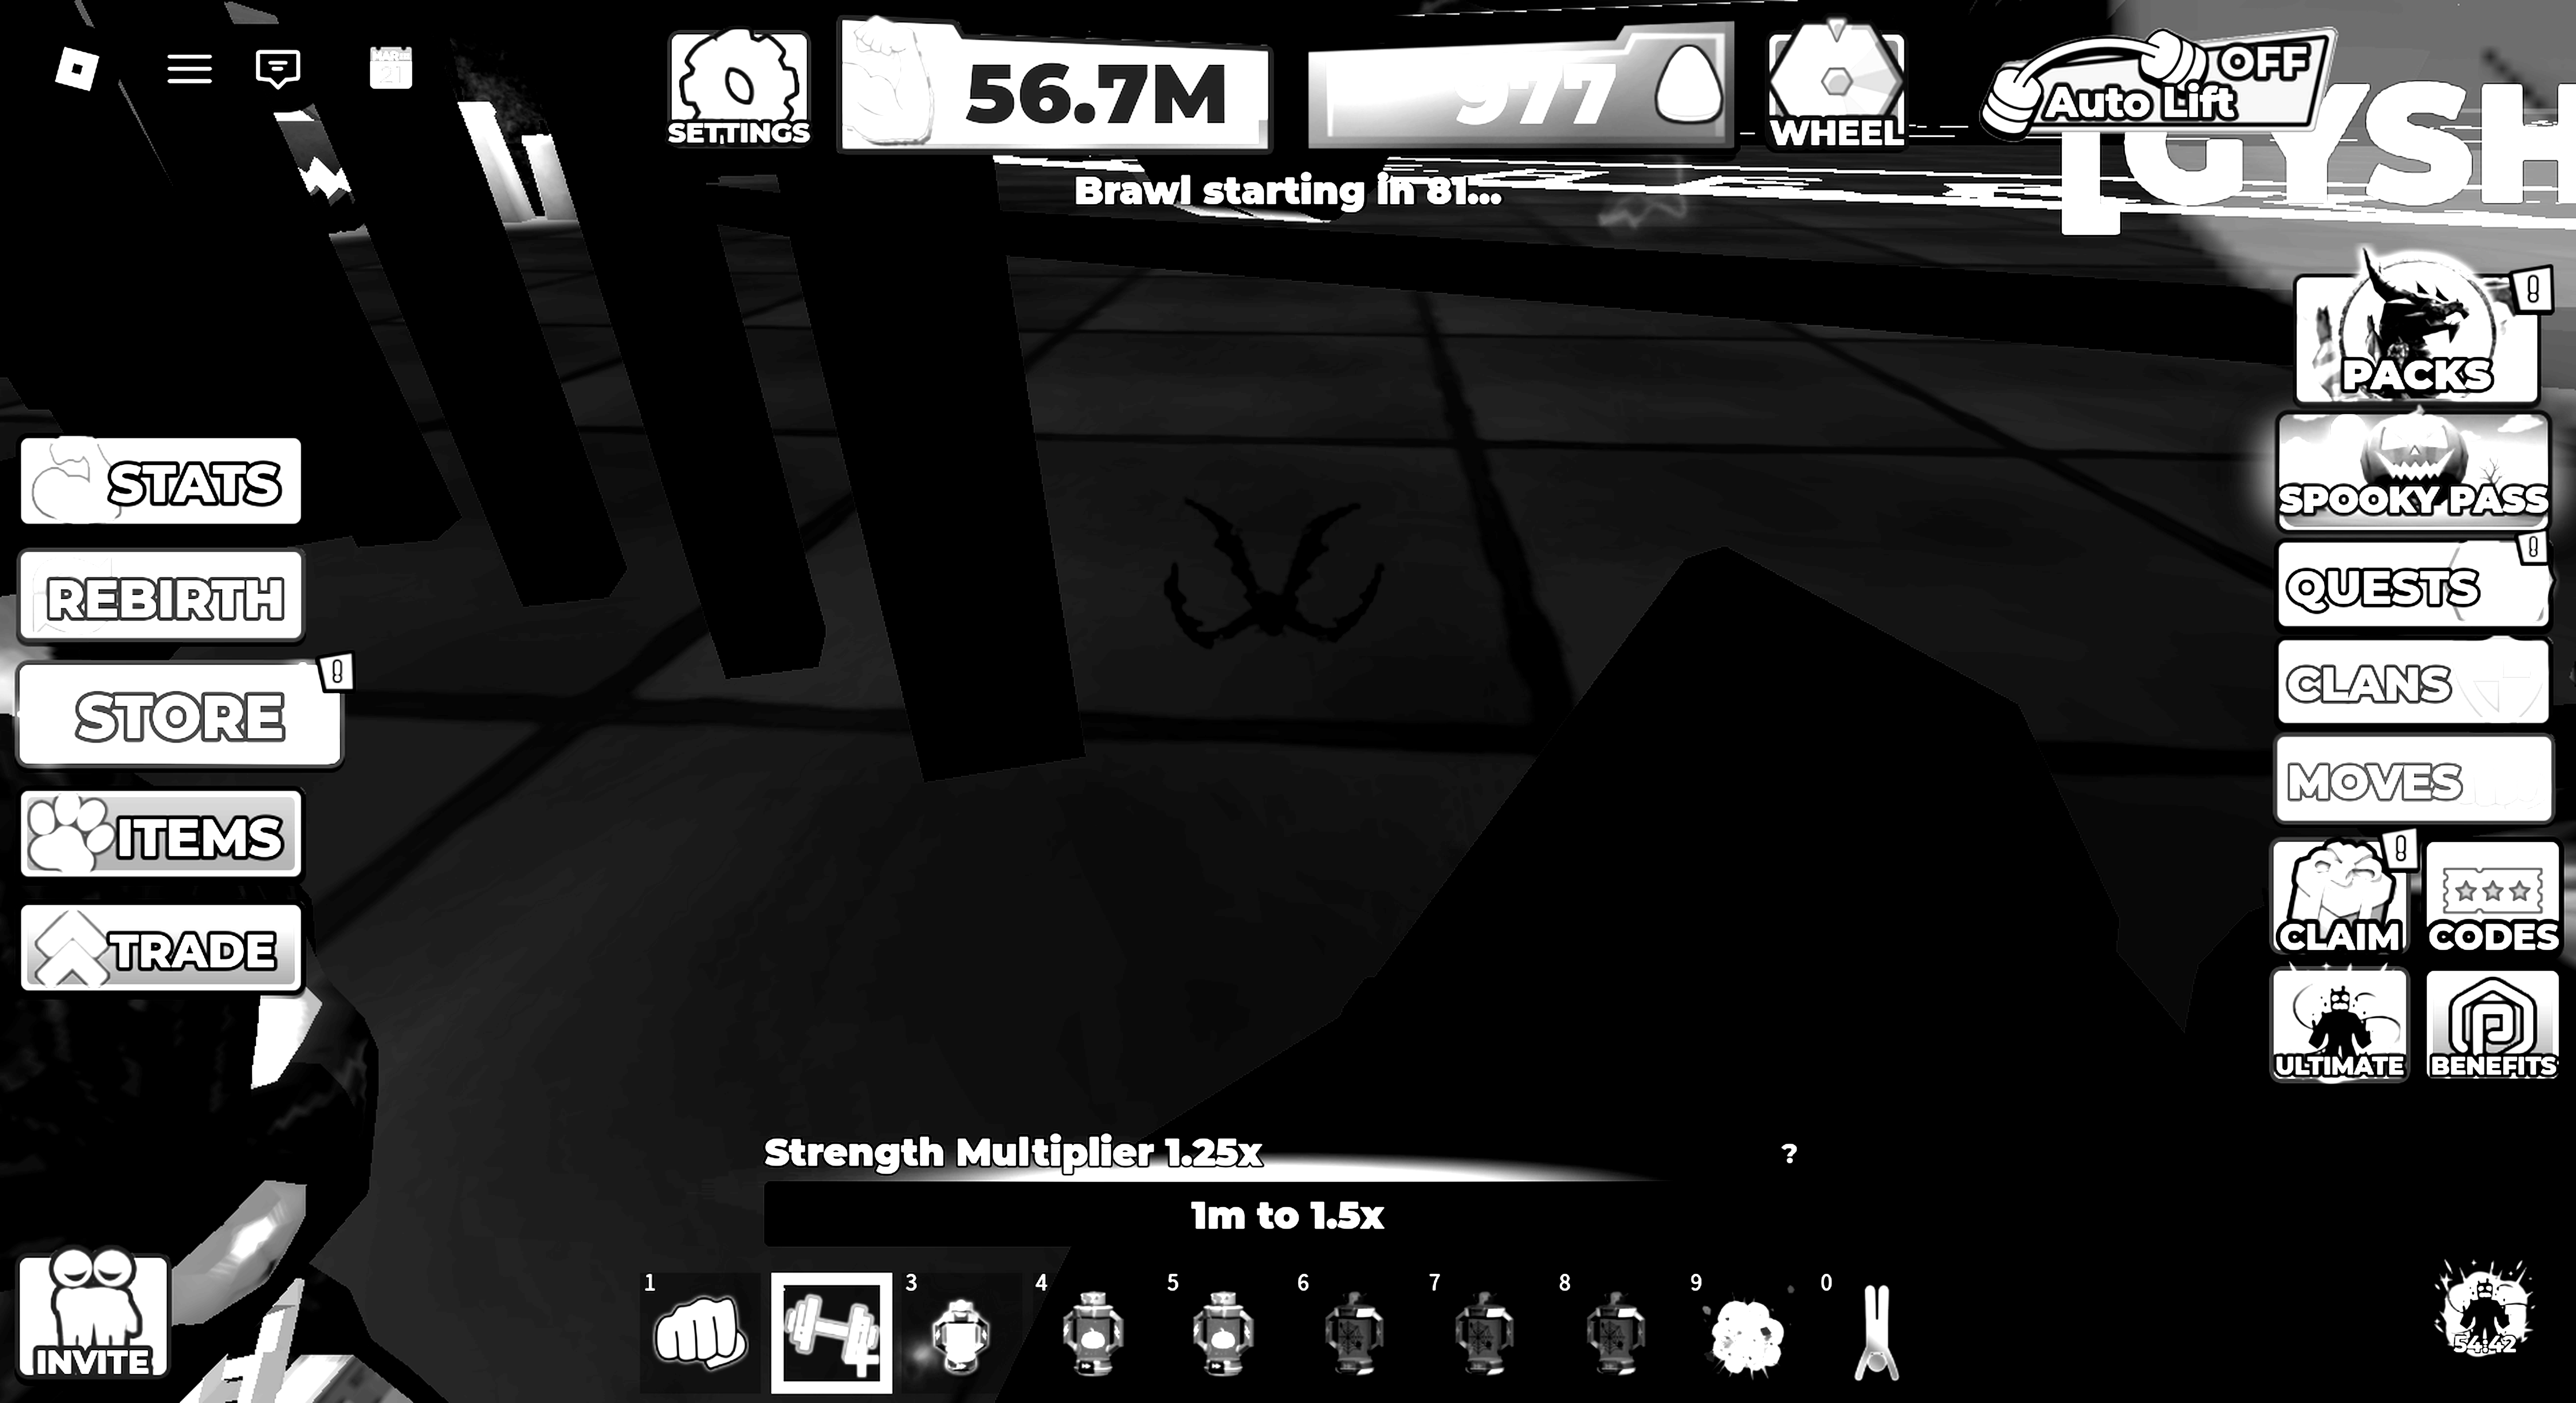 SETTINGS
56.7M
977
WHEEL
OFF
Auto Lift
Brawl starting in 81...
PACKS
STATS
SPOOKY PASS
REBIRTH
QUESTS
STORE
CLANS
MOVES
ITEMS
CLAIM
CODES
TRADE
ULTIMATE
BENEFITS
Strength Multiplier 1.25x
?
1m to 1.5x
1
3
4
5
6
7
8
9
0
INVITE
54:42